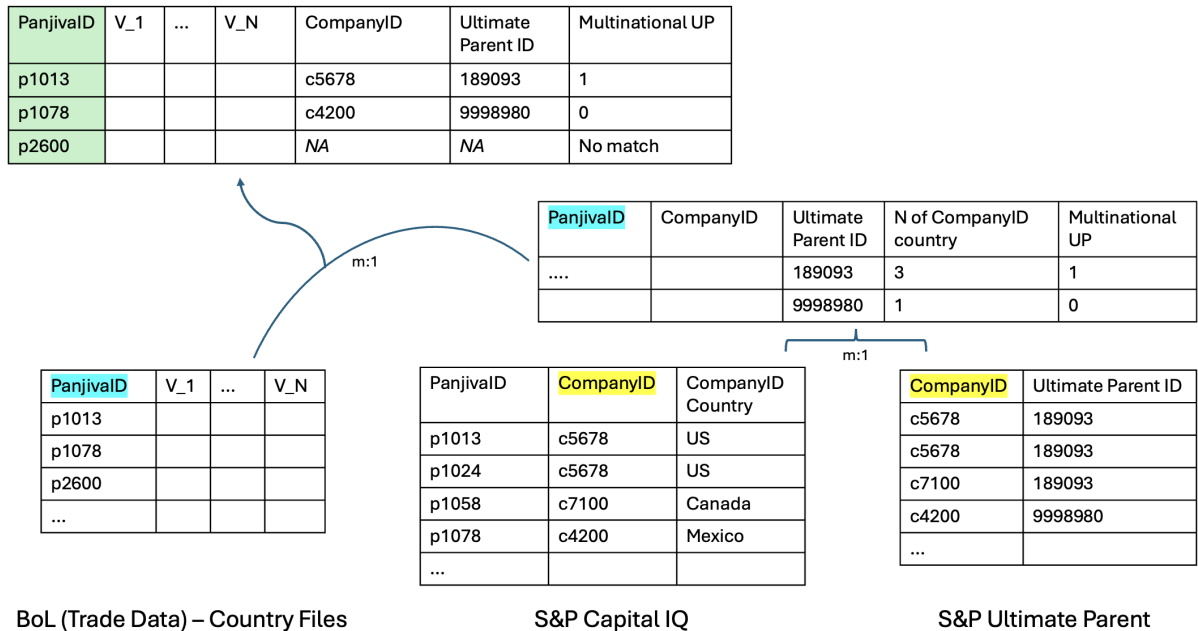 PanjivaID V_1 ... V_N CompanyID Ultimate Parent ID Multinational UP
p1013 c5678 189093 1
p1078 c4200 9998980 0
p2600 NA NA No match
m:1
PanjivaID CompanyID Ultimate Parent ID N of CompanyID country Multinational UP
.... 189093 3 1
9998980 1 0
m:1
PanjivaID V_1 ... V_N
p1013
p1078
p2600
...
BoL (Trade Data) – Country Files
PanjivaID CompanyID CompanyID Country
p1013 c5678 US
p1024 c5678 US
p1058 c7100 Canada
p1078 c4200 Mexico
...
S&P Capital IQ
CompanyID Ultimate Parent ID
c5678 189093
c5678 189093
c7100 189093
c4200 9998980
...
S&P Ultimate Parent